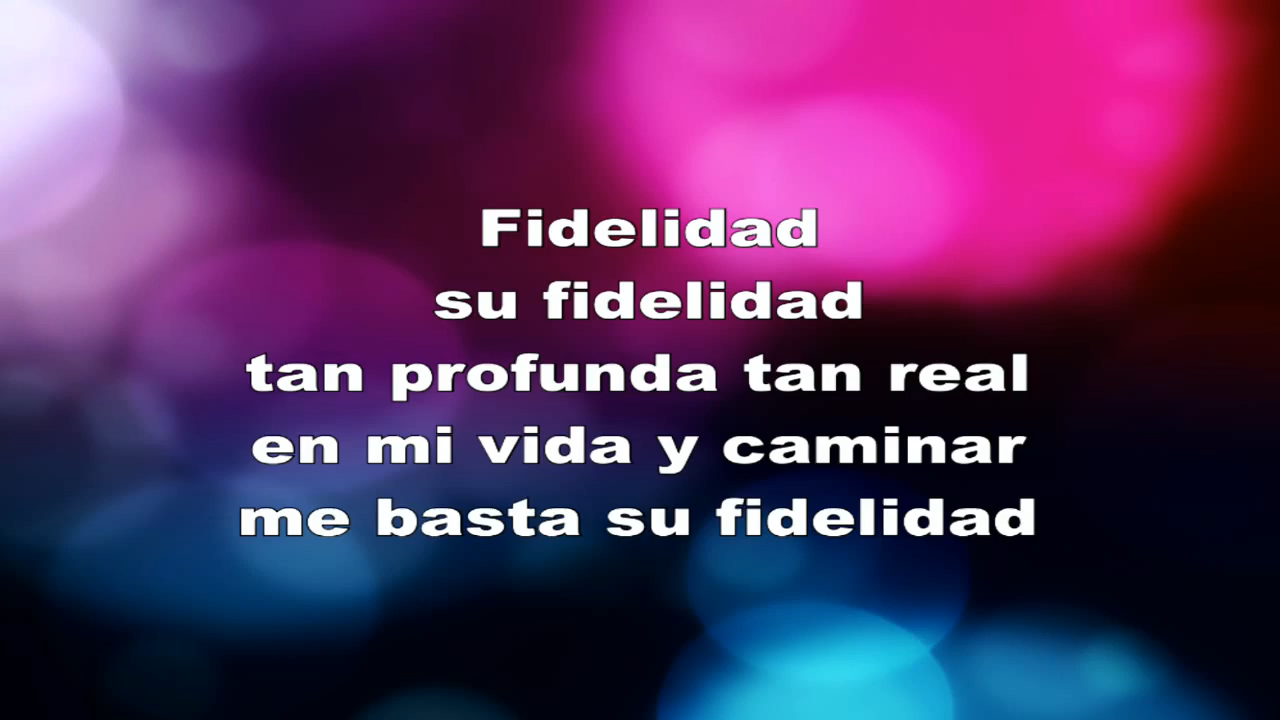 Fidelidad
su fidelidad
tan profunda tan real
en mi vida y caminar
me basta su fidelidad